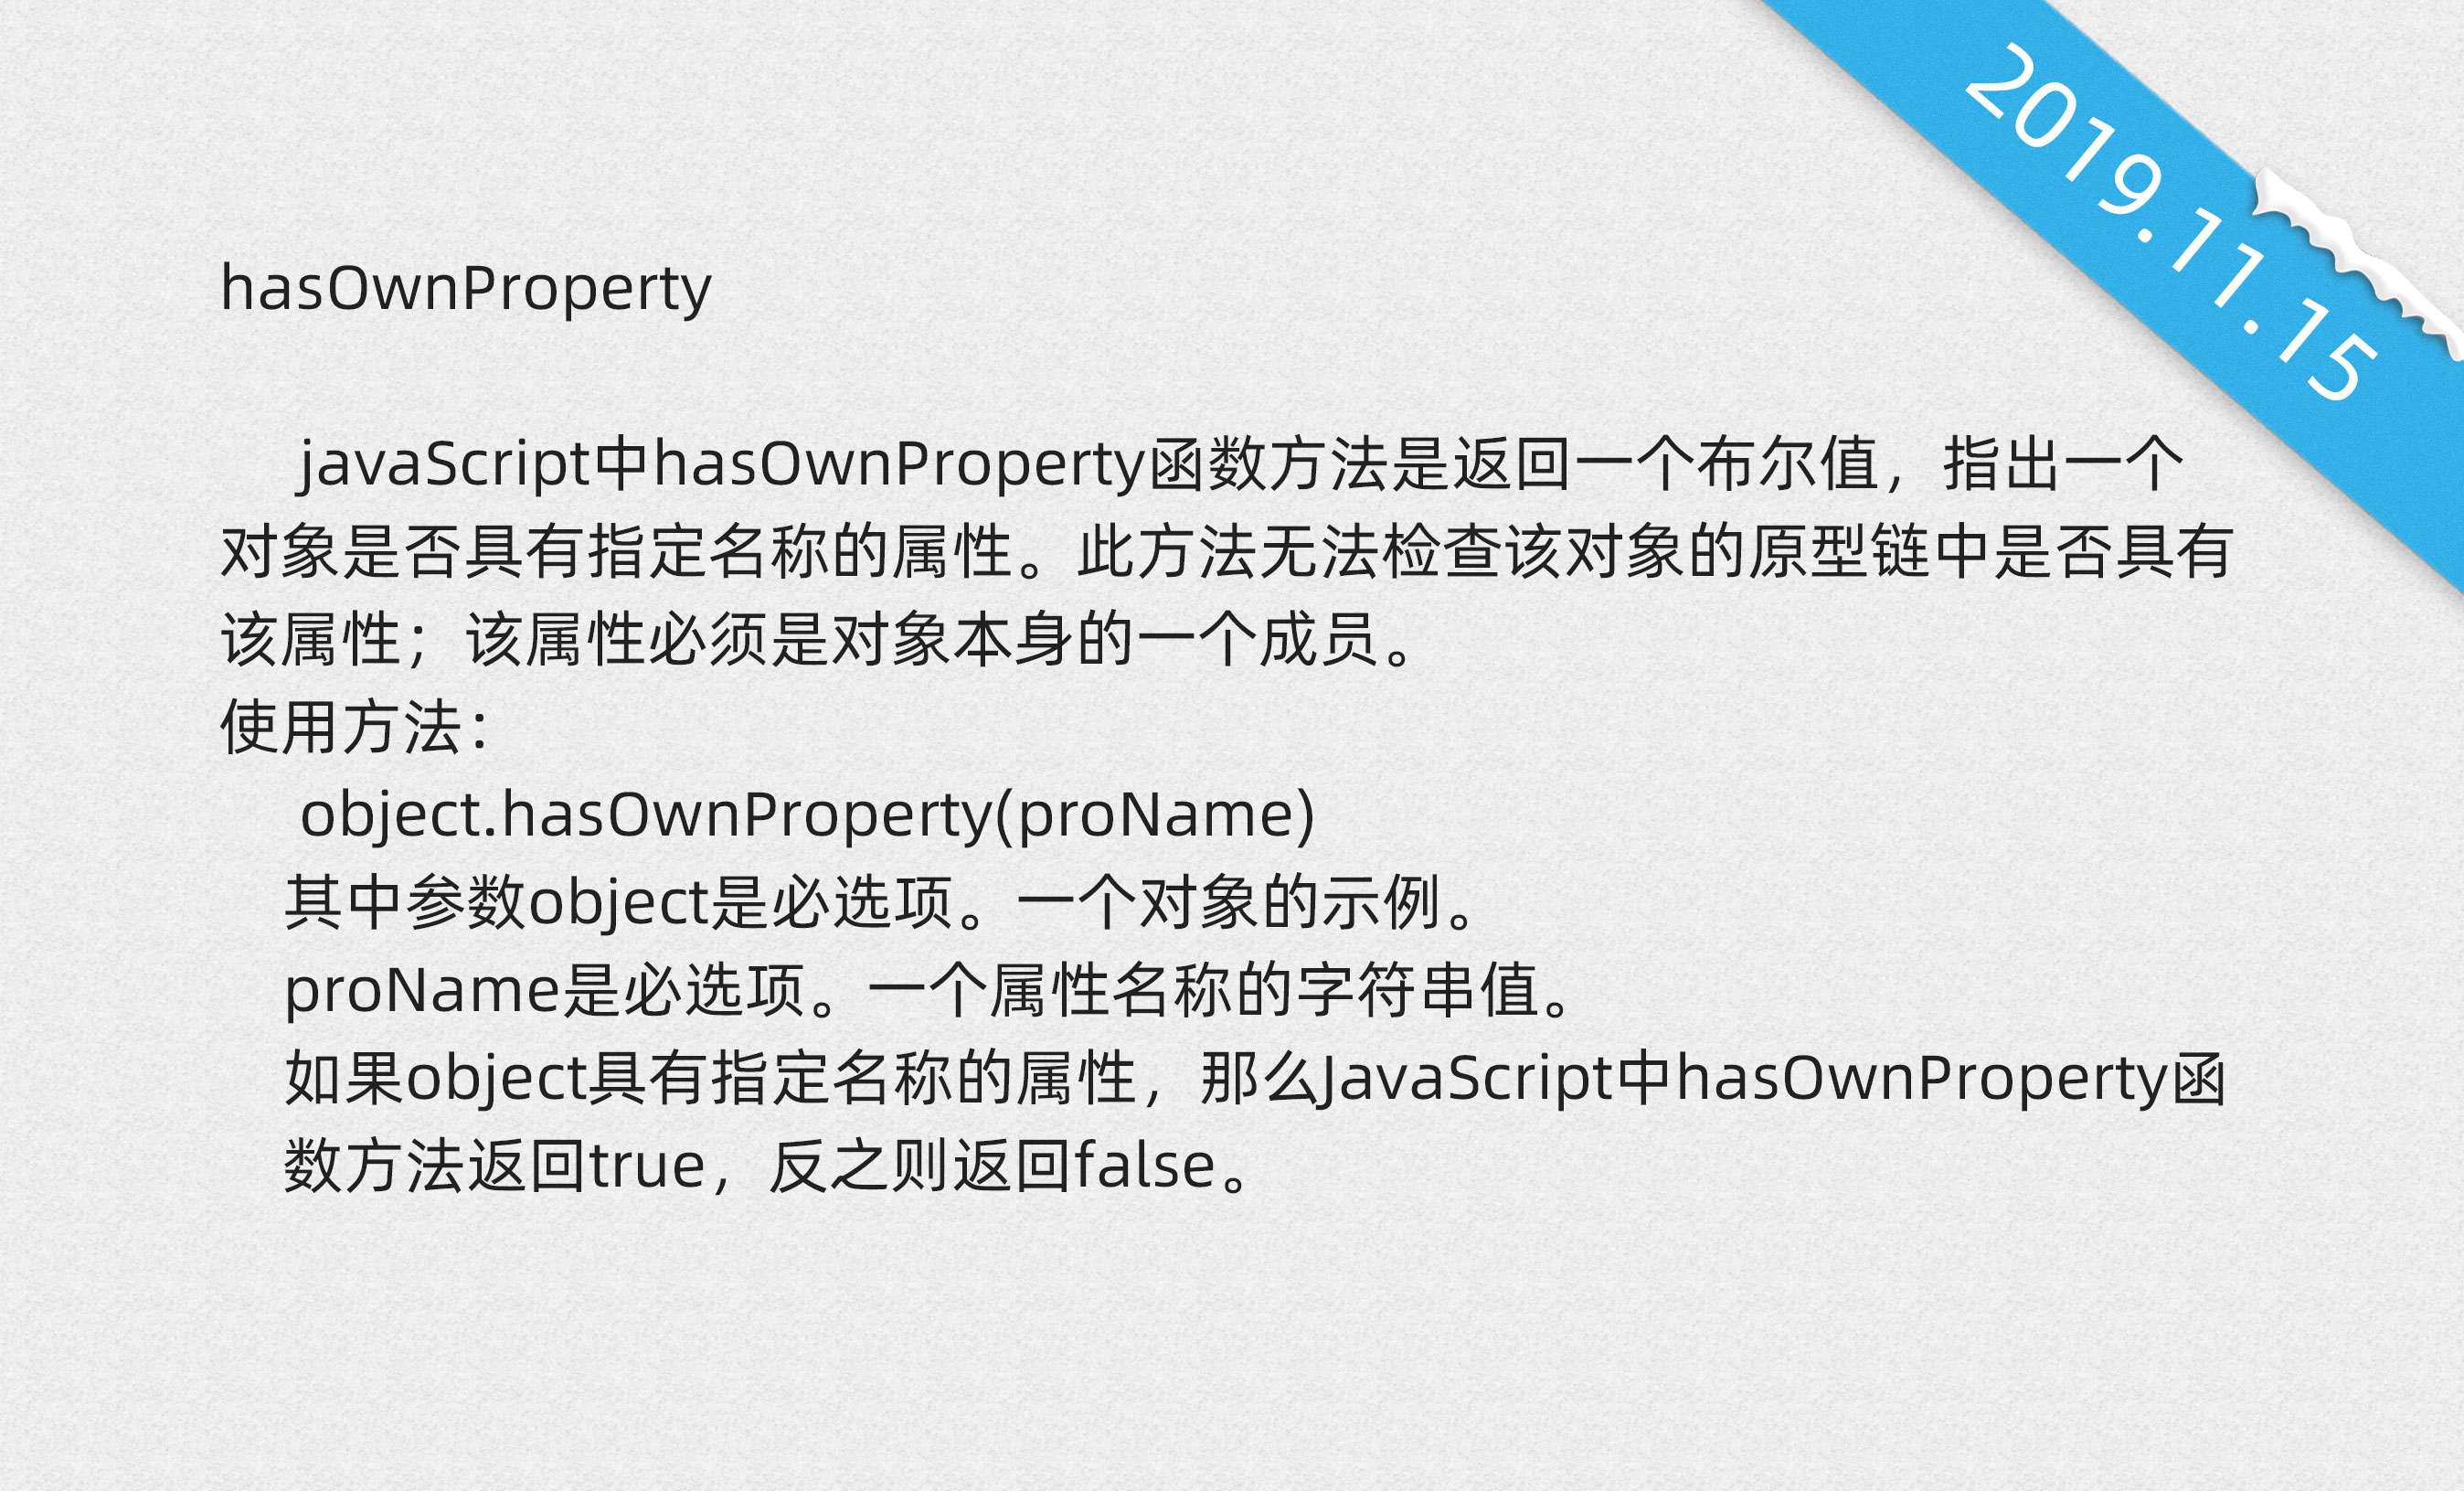 2019.11.15
hasOwnProperty
javaScript中hasOwnProperty函数方法是返回一个布尔值，指出一个
对象是否具有指定名称的属性。此方法无法检查该对象的原型链中是否具有
该属性；该属性必须是对象本身的一个成员。
使用方法：
object.hasOwnProperty(proName)
其中参数object是必选项。一个对象的示例。
proName是必选项。一个属性名称的字符串值。
如果object具有指定名称的属性，那么JavaScript中hasOwnProperty函
数方法返回true，反之则返回false。